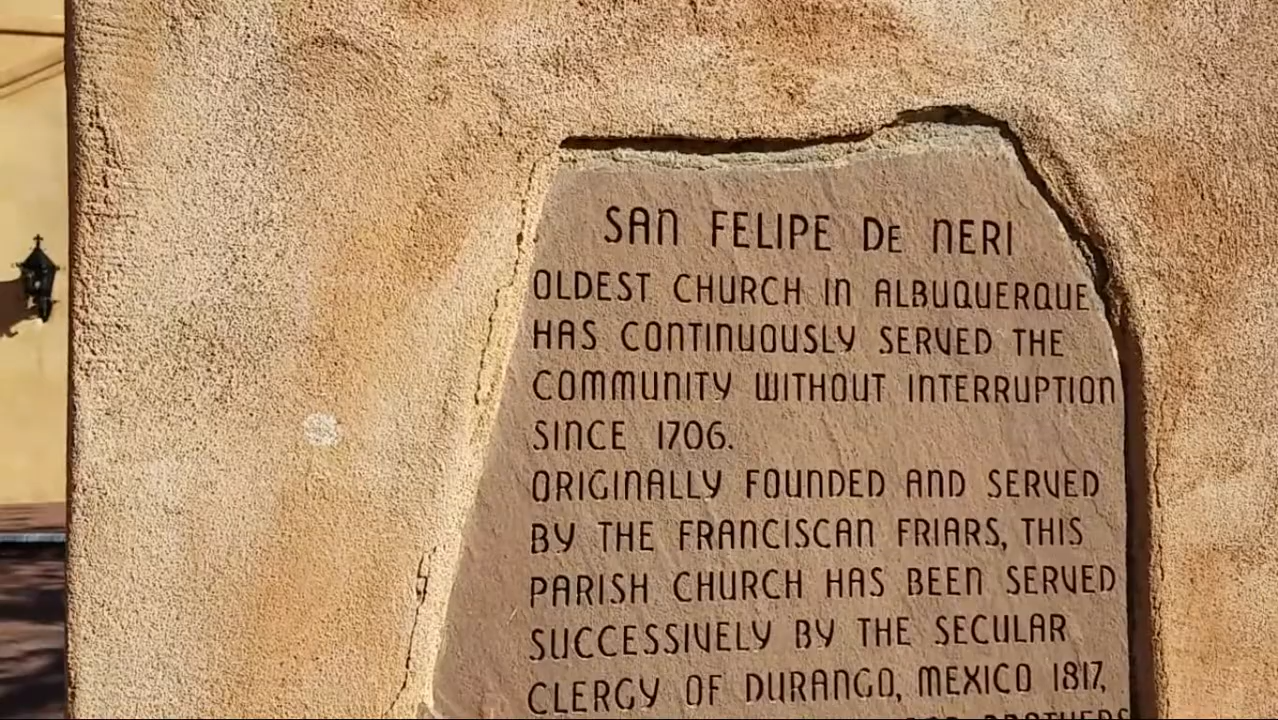 SAN FELIPE DE NERI
OLDEST CHURCH IN ALBUQUERQUE,
HAS CONTINUOUSLY SERVED THE
COMMUNITY WITHOUT INTERRUPTION
SINCE 1706.
ORIGINALLY FOUNDED AND SERVED
BY THE FRANCISCAN FRIARS, THIS
PARISH CHURCH HAS BEEN SERVED
SUCCESSIVELY BY THE SECULAR
CLERGY OF DURANGO, MEXICO 1817,
BROTHERS